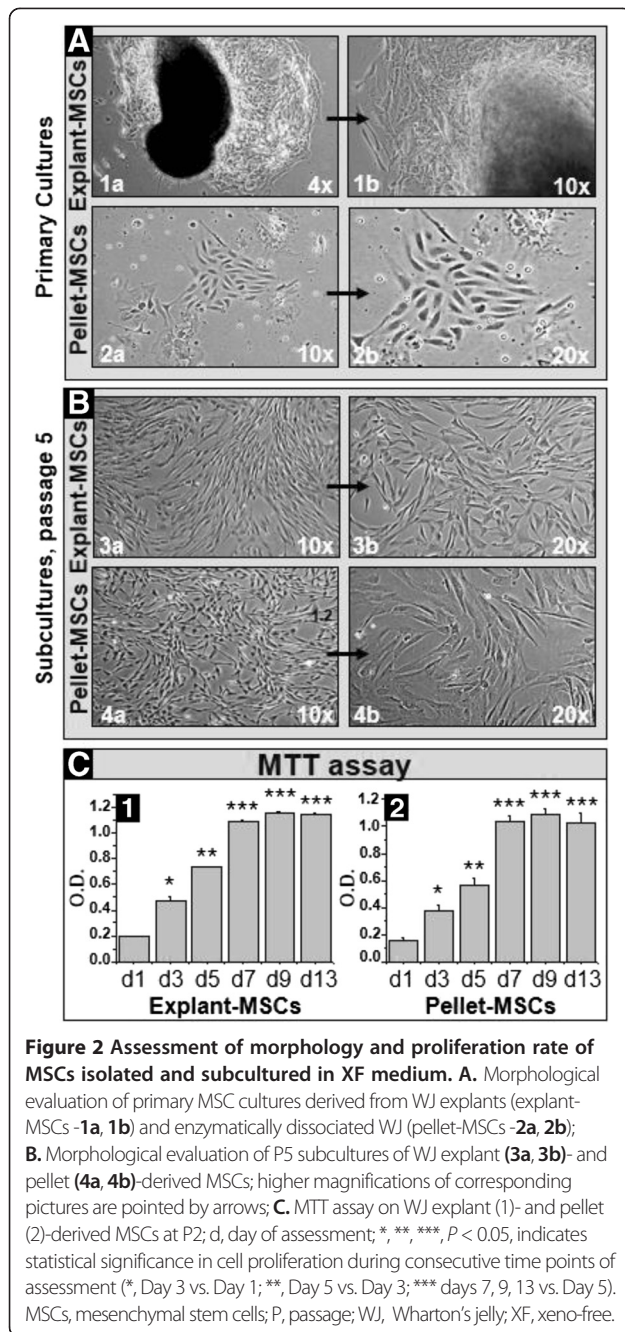 A
Primary Cultures
Explant-MSCs
1a 4x
1b 10x
Pellet-MSCs
2a 10x
2b 20x
B
Subcultures, passage 5
Explant-MSCs
3a 10x
3b 20x
Pellet-MSCs
1.2
4a 10x
4b 20x
C MTT assay
1
O.D.
1.2
1.0
0.8
0.6
0.4
0.2
0.0
* ** *** *** ***
d1 d3 d5 d7 d9 d13
Explant-MSCs
2
O.D.
1.2
1.0
0.8
0.6
0.4
0.2
0.0
* ** *** *** ***
d1 d3 d5 d7 d9 d13
Pellet-MSCs
Figure 2 Assessment of morphology and proliferation rate of
MSCs isolated and subcultured in XF medium. A. Morphological
evaluation of primary MSC cultures derived from WJ explants (explant-
MSCs -1a, 1b) and enzymatically dissociated WJ (pellet-MSCs -2a, 2b);
B. Morphological evaluation of P5 subcultures of WJ explant (3a, 3b)- and
pellet (4a, 4b)-derived MSCs; higher magnifications of corresponding
pictures are pointed by arrows; C. MTT assay on WJ explant (1)- and pellet
(2)-derived MSCs at P2; d, day of assessment; *, **, ***, P < 0.05, indicates
statistical significance in cell proliferation during consecutive time points of
assessment (*, Day 3 vs. Day 1; **, Day 5 vs. Day 3; *** days 7, 9, 13 vs. Day 5).
MSCs, mesenchymal stem cells; P, passage; WJ, Wharton's jelly; XF, xeno-free.